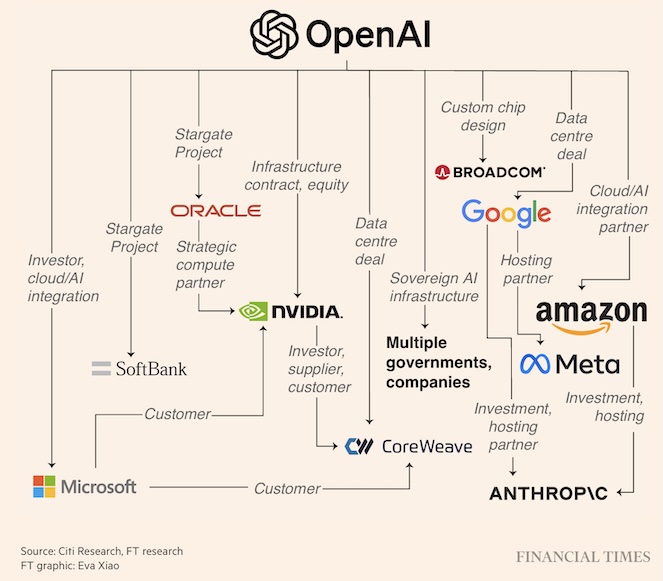 OpenAI
Custom chip
design
Data
centre
deal
Stargate
Project
Infrastructure
contract, equity
BROADCOM
Cloud/AI
integration
partner
ORACLE
Google
Stargate
Project
Data
centre
deal
Strategic
compute
partner
Investor,
cloud/AI
integration
Hosting
partner
Sovereign AI
infrastructure
NVIDIA.
amazon
Multiple
governments,
companies
Investor,
supplier,
customer
SoftBank
Meta
Investment,
hosting
Customer
Investment,
hosting
partner
CoreWeave
Microsoft
Customer
ANTHROP\C
Source: Citi Research, FT research
FT graphic: Eva Xiao
FINANCIAL TIMES